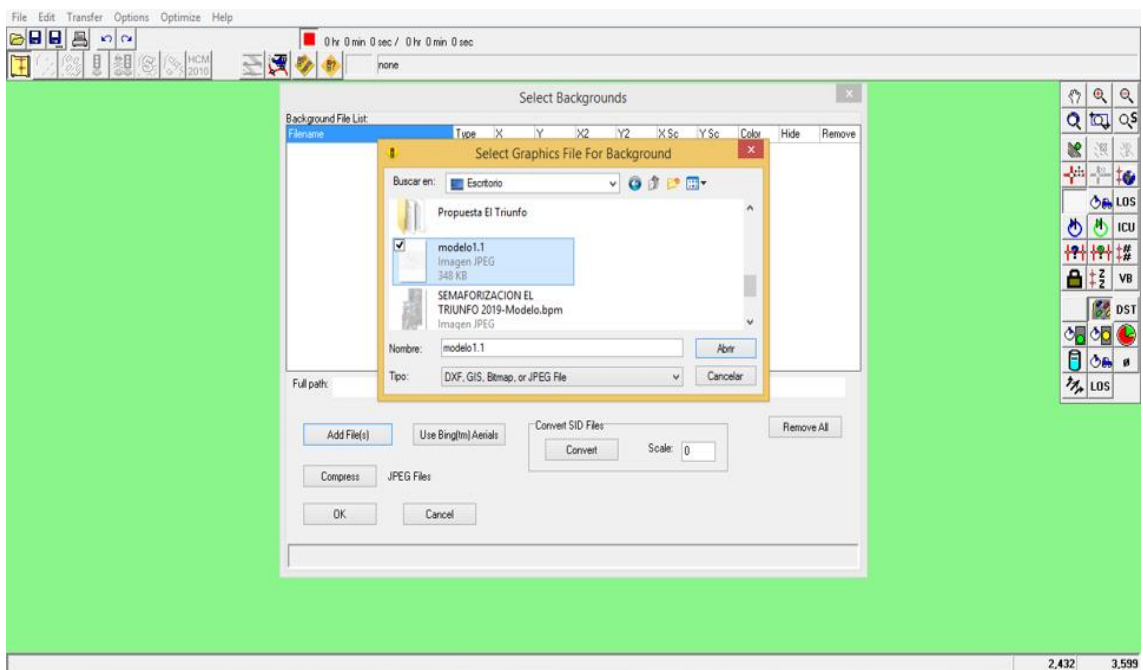 File Edit Transfer Options Optimize Help
0 hr 0 min 0 sec / 0 hr 0 min 0 sec
HCM
2010
none
Select Backgrounds
Background File List:
Filename Type X Y X2 Y2 X Sc Y Sc Color Hide Remove
Select Graphics File For Background
Buscar en: Escritorio
Propuesta El Triunfo
modelo1.1
Imagen JPEG
348 KB
SEMAFORIZACION EL
TRIUNFO 2019-Modelo.bpm
Imagen JPEG
Nombre: modelo1.1 Abrir
Tipo: DXF, GIS, Bitmap, or JPEG File Cancelar
Full path:
Add File(s) Use Bing(tm) Aerials Convert SID Files Remove All
Convert Scale: 0
Compress JPEG Files
OK Cancel
LOS
ICU
VB
DST
ø
LOS
2,432 3,599